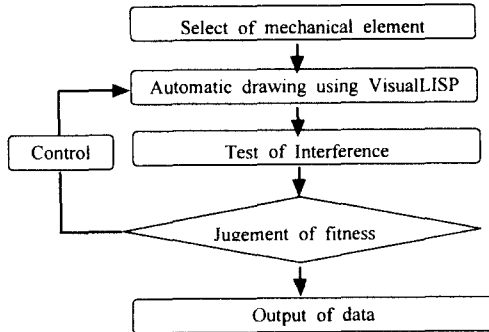 Select of mechanical element
Automatic drawing using VisualLISP
Control
Test of Interference
Jugement of fitness
Output of data